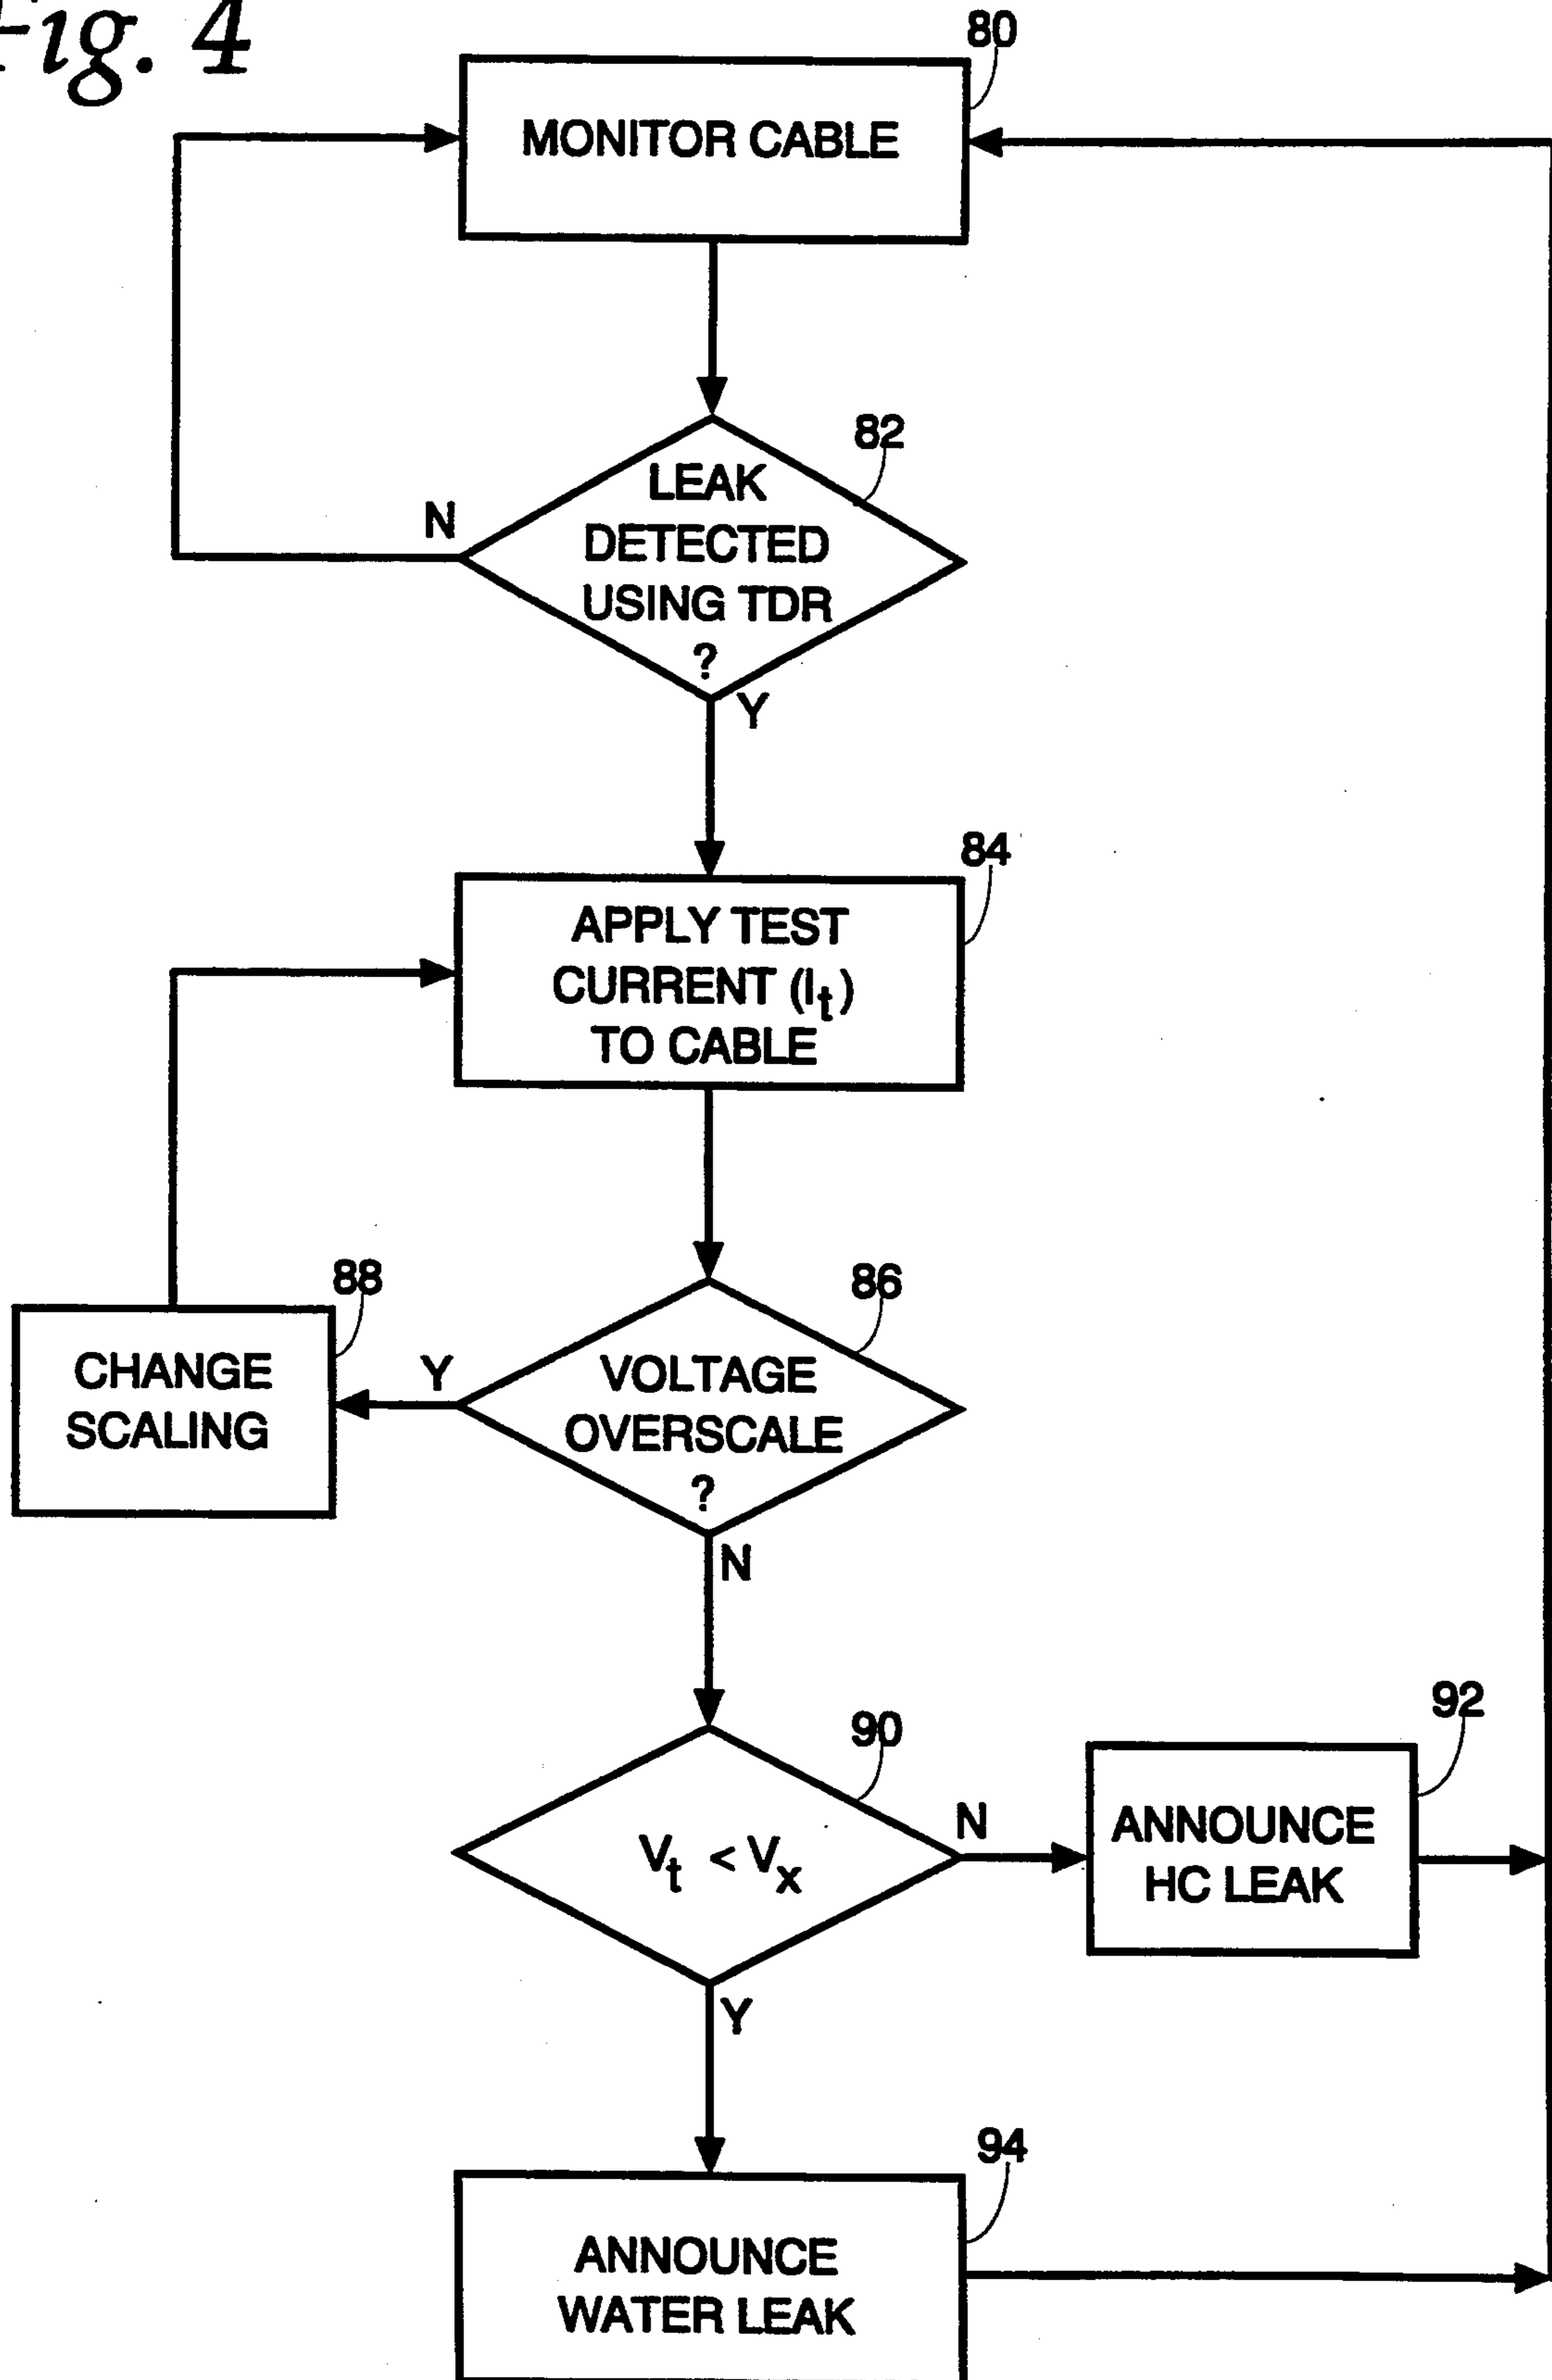 Fig. 4
80
MONITOR CABLE
82
LEAK
DETECTED
USING TDR
?
N
Y
84
APPLY TEST
CURRENT (It)
TO CABLE
88
CHANGE
SCALING
86
VOLTAGE
OVERSCALE
?
Y
N
90
Vt < Vx
N
92
ANNOUNCE
HC LEAK
Y
94
ANNOUNCE
WATER LEAK